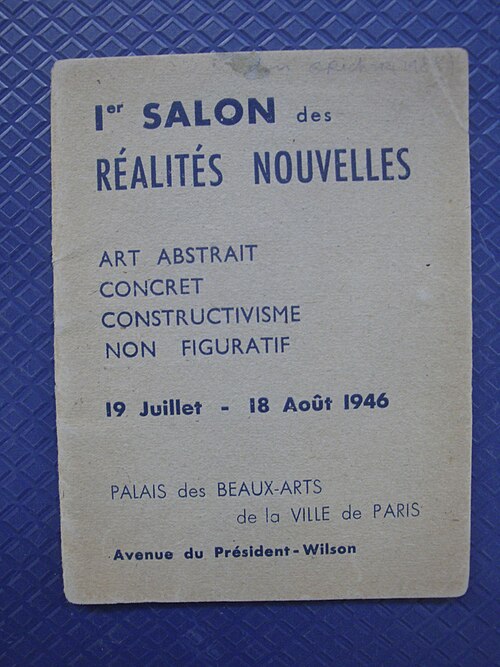 1er SALON des
RÉALITÉS NOUVELLES
ART ABSTRAIT
CONCRET
CONSTRUCTIVISME
NON FIGURATIF
19 Juillet - 18 Août 1946
PALAIS des BEAUX-ARTS
de la VILLE de PARIS
Avenue du Président-Wilson